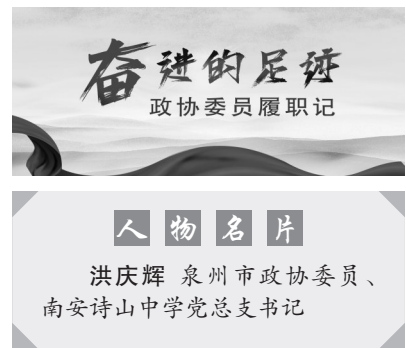 奋进的足迹
政协委员履职记
人物名片
洪庆辉 泉州市政协委员、
南安诗山中学党总支书记